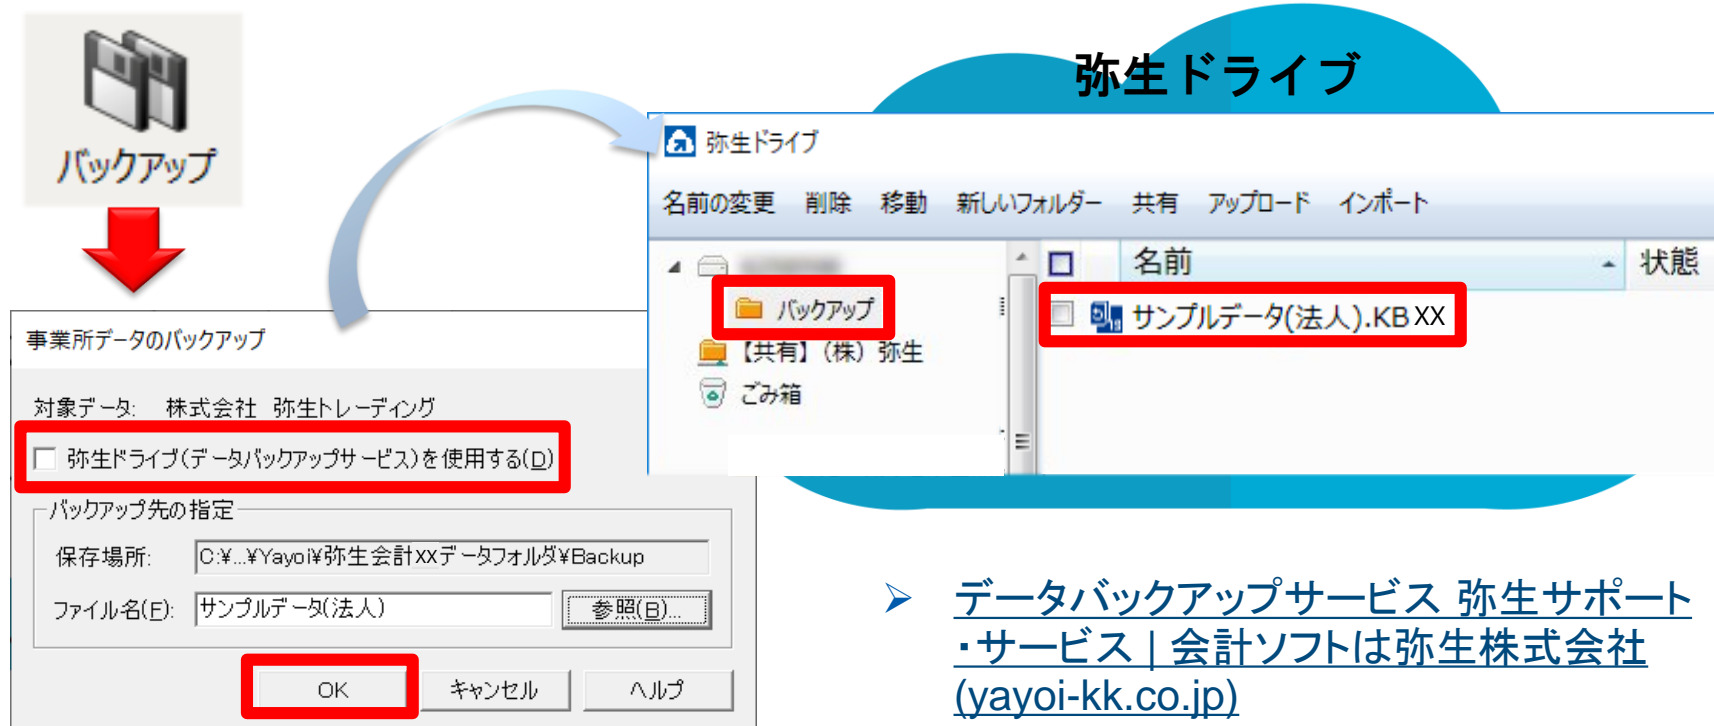 バックアップ
事業所データのバックアップ
対象データ: 株式会社 弥生トレーディング
弥生ドライブ(データバックアップサービス)を使用する(D)
バックアップ先の指定
保存場所: C:¥...¥Yayoi¥弥生会計XXデータフォルダ¥Backup
ファイル名(F): サンプルデータ(法人) 参照(B)...
OK キャンセル ヘルプ
弥生ドライブ
弥生ドライブ
名前の変更 削除 移動 新しいフォルダー 共有 アップロード インポート
バックアップ
【共有】(株)弥生
ごみ箱
名前 状態
サンプルデータ(法人).KBXX
➢ データバックアップサービス 弥生サポート
・サービス | 会計ソフトは弥生株式会社
(yayoi-kk.co.jp)